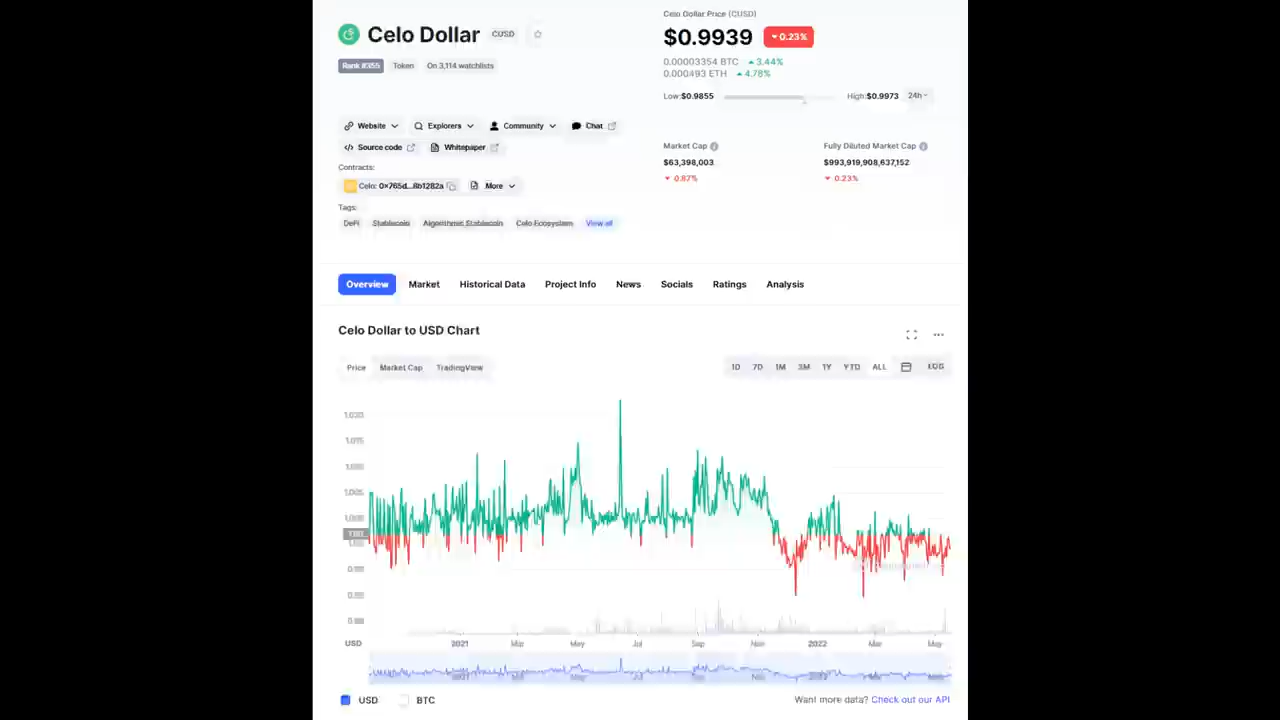 Celo Dollar CUSD
Rank #355 Token On 3,114 watchlists
Celo Dollar Price (CUSD)
$0.9939 0.23%
0.00003354 BTC 3.44%
0.000493 ETH 4.78%
Low:$0.9855 High:$0.9973 24h
Website Explorers Community Chat
Source code Whitepaper
Contracts:
Celo: 0x765d...8b1282a More
Tags:
DeFi Stablecoin Algorithmic Stablecoin Celo Ecosystem View all
Market Cap
$63,398,003
0.87%
Fully Diluted Market Cap
$993,919,908,637,152
0.23%
Overview Market Historical Data Project Info News Socials Ratings Analysis
Celo Dollar to USD Chart
Price Market Cap TradingView
1D 7D 1M 3M 1Y YTD ALL LOG
USD 2021 Mar May Jul Sep Nov 2022 Mar May
USD BTC
Want more data? Check out our API